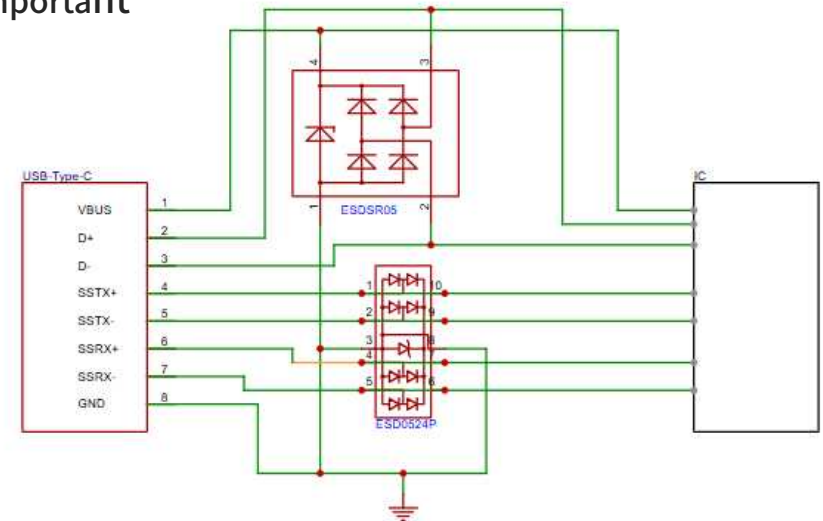 mportant
4
3
USB-Type-C
IC
VBUS
1
D+
2
D-
3
SSTX+
4
SSTX-
5
SSRX+
6
SSRX-
7
GND
8
ESDSR05
1
2
1
10
2
9
3
8
4
7
5
6
ESD0524P